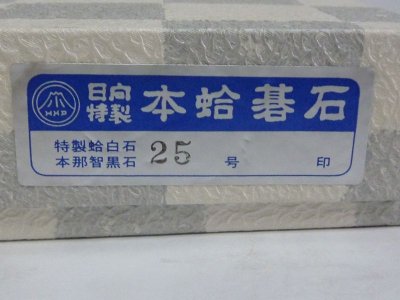 日向
特製
本蛤碁石
特製蛤白石
本那智黒石
25 号 印